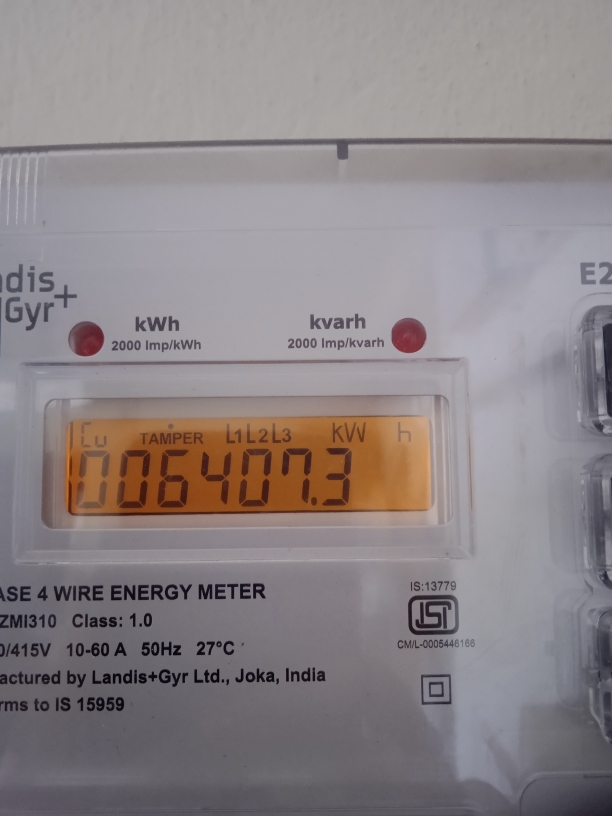 Gyr+
E2
kWh
2000 Imp/kWh
kvarh
2000 Imp/kvarh
Cu TAMPER L1L2L3 kW h
006407.3
ASE 4 WIRE ENERGY METER
ZMI310 Class: 1.0
0/415V 10-60 A 50Hz 27°C
actured by Landis+Gyr Ltd., Joka, India
rms to IS 15959
IS:13779
ISI
CM/L-0005446166